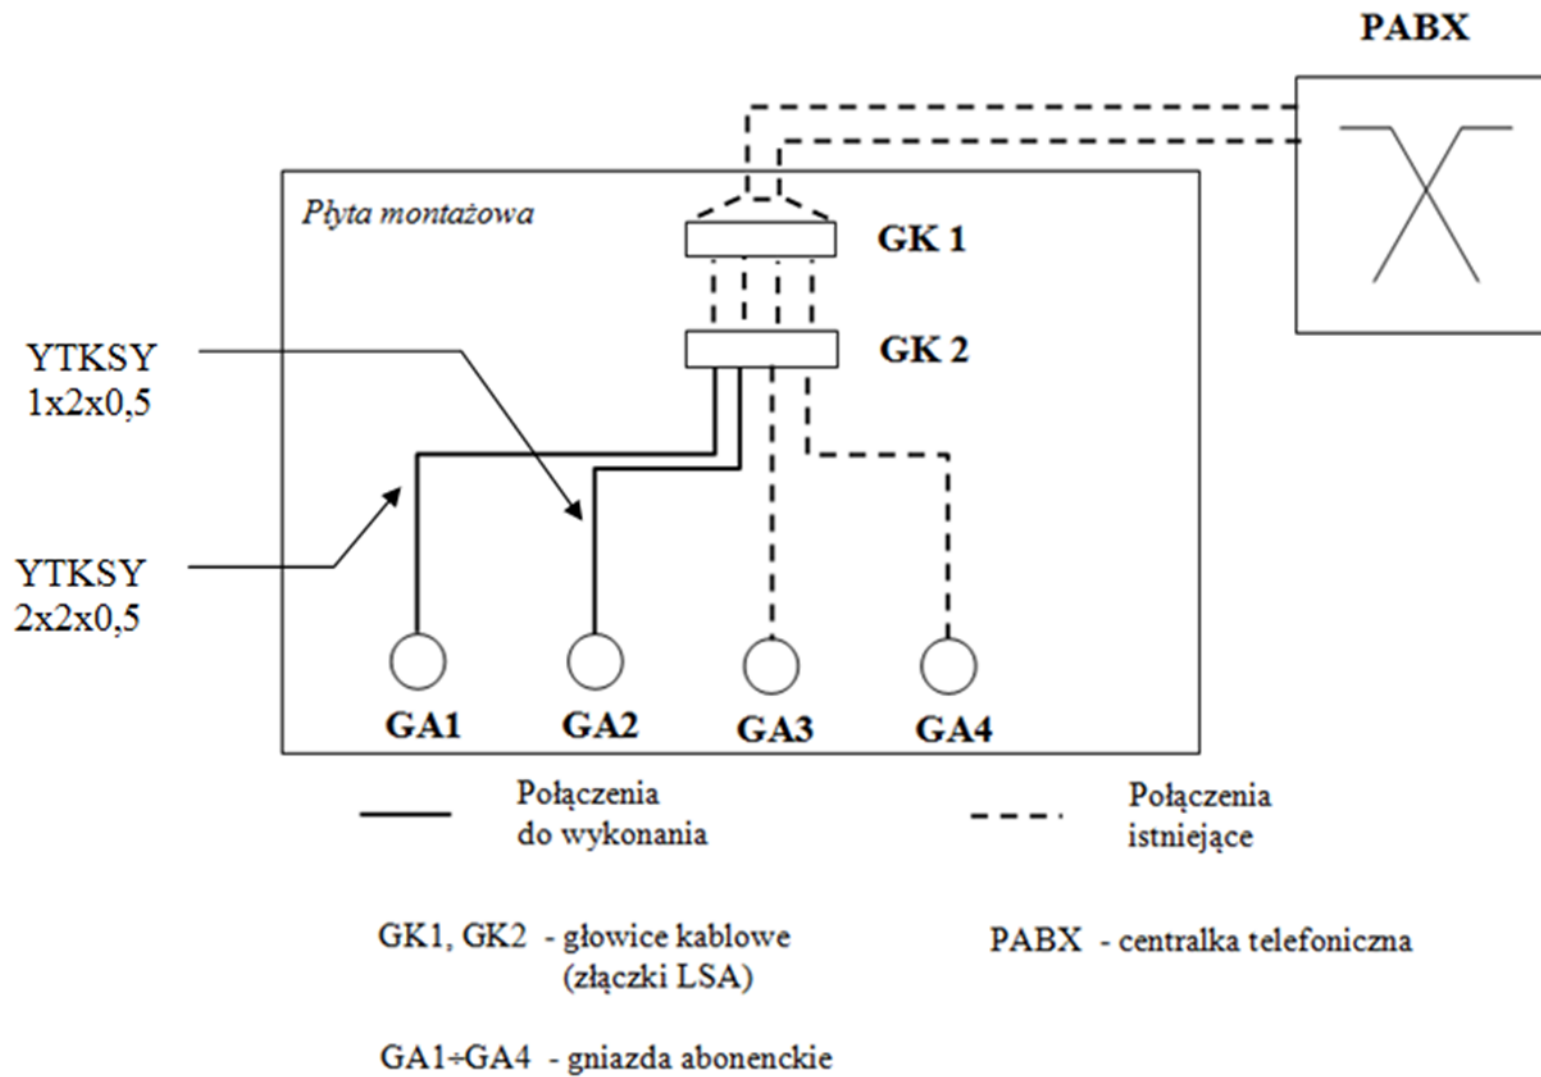 PABX
Płyta montażowa
GK 1
GK 2
YTKSY
1x2x0,5
YTKSY
2x2x0,5
GA1
GA2
GA3
GA4
Połączenia
do wykonania
Połączenia
istniejące
GK1, GK2 - głowice kablowe
(złączki LSA)
PABX - centralka telefoniczna
GA1÷GA4 - gniazda abonenckie